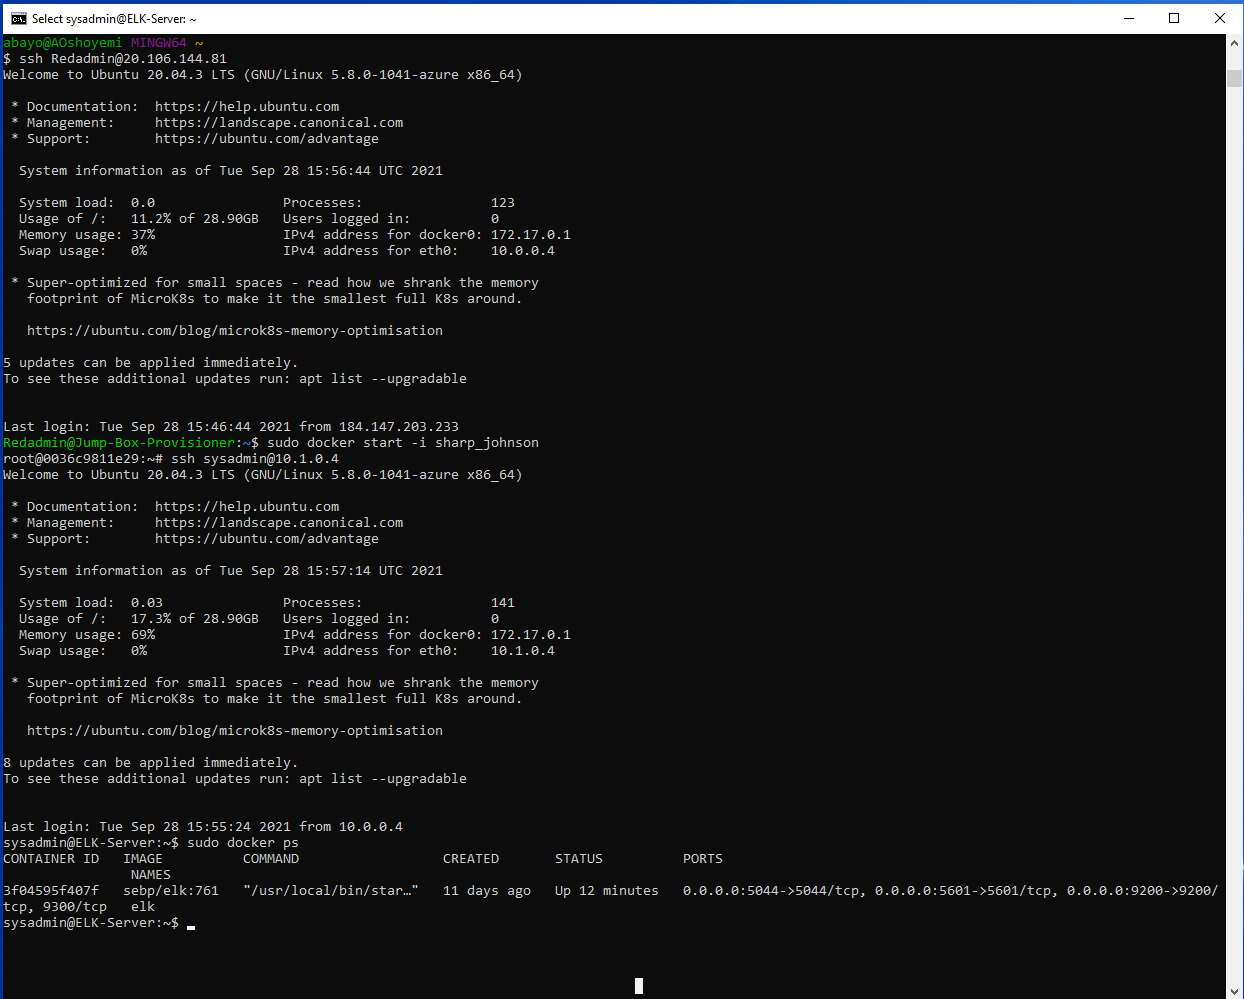 Select sysadmin@ELK-Server: ~
abayo@AOshoyemi MINGW64 ~
$ ssh Redadmin@20.106.144.81
Welcome to Ubuntu 20.04.3 LTS (GNU/Linux 5.8.0-1041-azure x86_64)
* Documentation:  https://help.ubuntu.com
* Management:     https://landscape.canonical.com
* Support:        https://ubuntu.com/advantage
System information as of Tue Sep 28 15:56:44 UTC 2021
System load:  0.0                Processes:                123
Usage of /:   11.2% of 28.90GB   Users logged in:          0
Memory usage: 37%                IPv4 address for docker0: 172.17.0.1
Swap usage:   0%                 IPv4 address for eth0:    10.0.0.4
* Super-optimized for small spaces - read how we shrank the memory
footprint of MicroK8s to make it the smallest full K8s around.
https://ubuntu.com/blog/microk8s-memory-optimisation
5 updates can be applied immediately.
To see these additional updates run: apt list --upgradable
Last login: Tue Sep 28 15:46:44 2021 from 184.147.203.233
Redadmin@Jump-Box-Provisioner:~$ sudo docker start -i sharp_johnson
root@0036c9811e29:~# ssh sysadmin@10.1.0.4
Welcome to Ubuntu 20.04.3 LTS (GNU/Linux 5.8.0-1041-azure x86_64)
* Documentation:  https://help.ubuntu.com
* Management:     https://landscape.canonical.com
* Support:        https://ubuntu.com/advantage
System information as of Tue Sep 28 15:57:14 UTC 2021
System load:  0.03               Processes:                141
Usage of /:   17.3% of 28.90GB   Users logged in:          0
Memory usage: 69%                IPv4 address for docker0: 172.17.0.1
Swap usage:   0%                 IPv4 address for eth0:    10.1.0.4
* Super-optimized for small spaces - read how we shrank the memory
footprint of MicroK8s to make it the smallest full K8s around.
https://ubuntu.com/blog/microk8s-memory-optimisation
8 updates can be applied immediately.
To see these additional updates run: apt list --upgradable
Last login: Tue Sep 28 15:55:24 2021 from 10.0.0.4
sysadmin@ELK-Server:~$ sudo docker ps
CONTAINER ID   IMAGE          COMMAND                  CREATED       STATUS          PORTS
NAMES
3f04595f407f   sebp/elk:761   "/usr/local/bin/star…"   11 days ago   Up 12 minutes   0.0.0.0:5044->5044/tcp, 0.0.0.0:5601->5601/tcp, 0.0.0.0:9200->9200/
tcp, 9300/tcp   elk
sysadmin@ELK-Server:~$